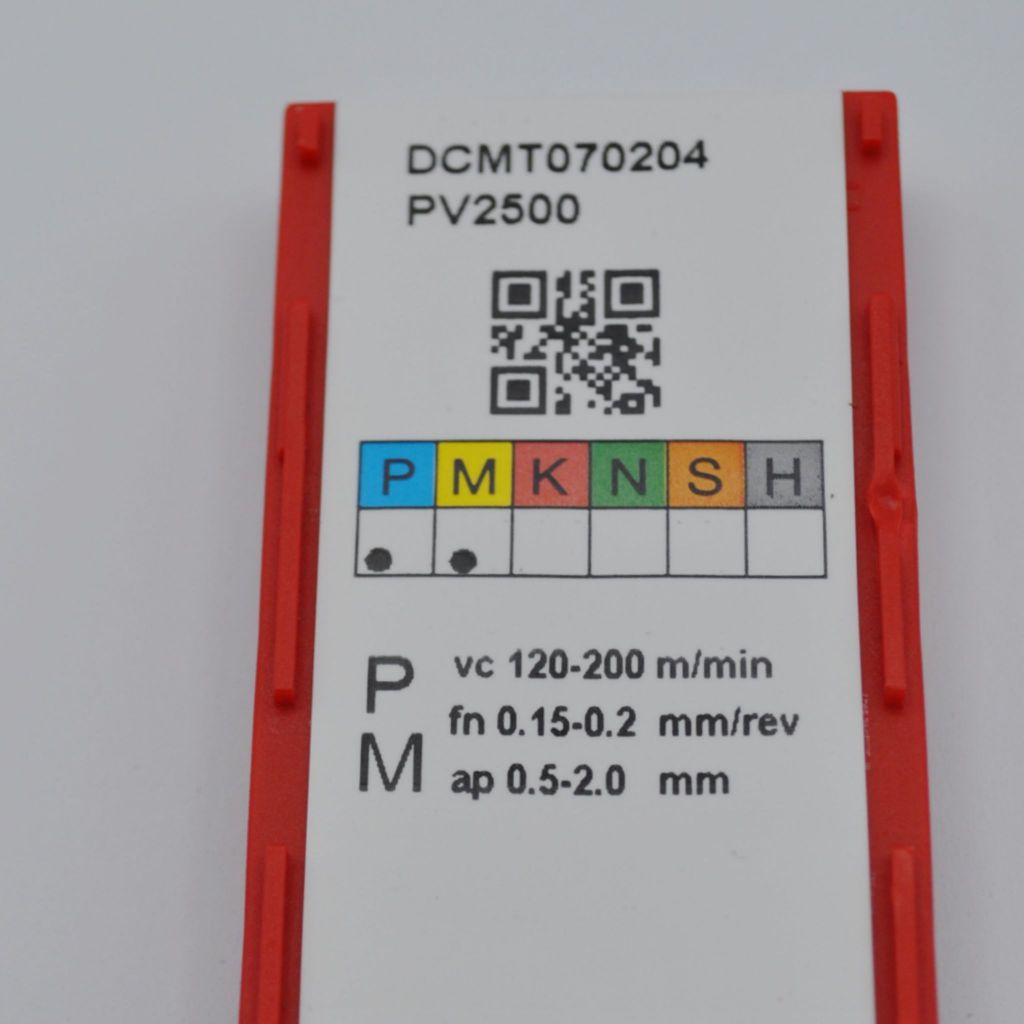 DCMT070204
PV2500
P M K N S H
P
M
vc 120-200 m/min
fn 0.15-0.2 mm/rev
ap 0.5-2.0 mm